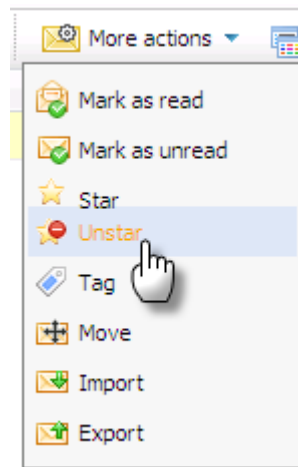 More actions
Mark as read
Mark as unread
Star
Unstar
Tag
Move
Import
Export